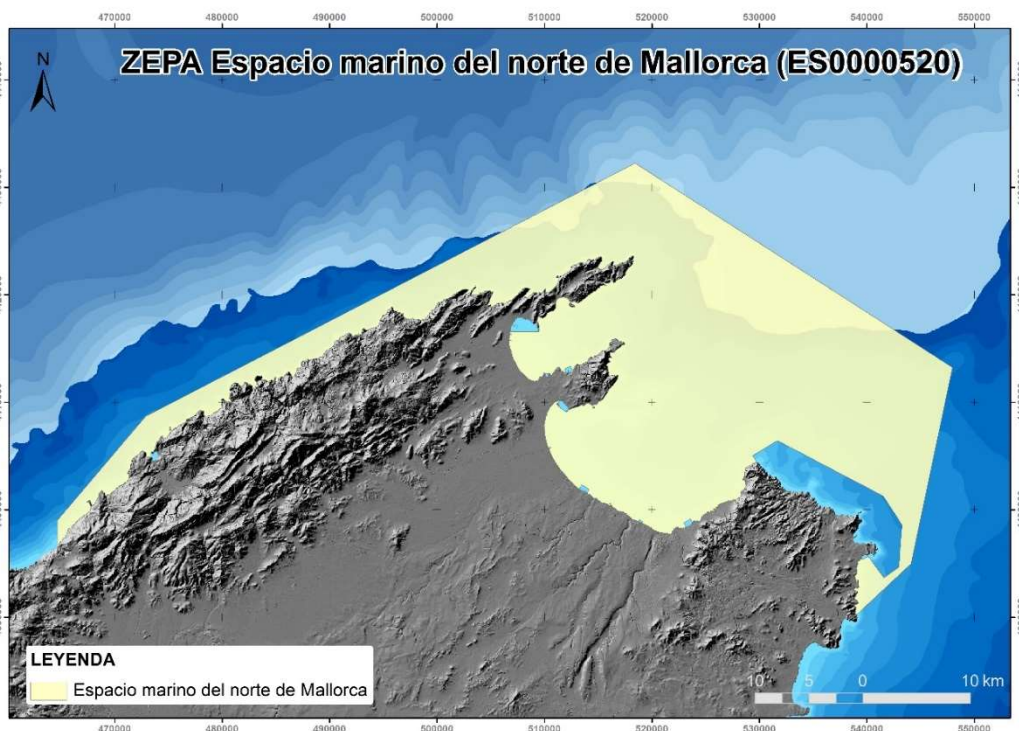 470000 480000 490000 500000 510000 520000 530000 540000 550000
ZEPA Espacio marino del norte de Mallorca (ES0000520)
N
LEYENDA
Espacio marino del norte de Mallorca
10 5 0 10 km
470000 480000 490000 500000 510000 520000 530000 540000 550000